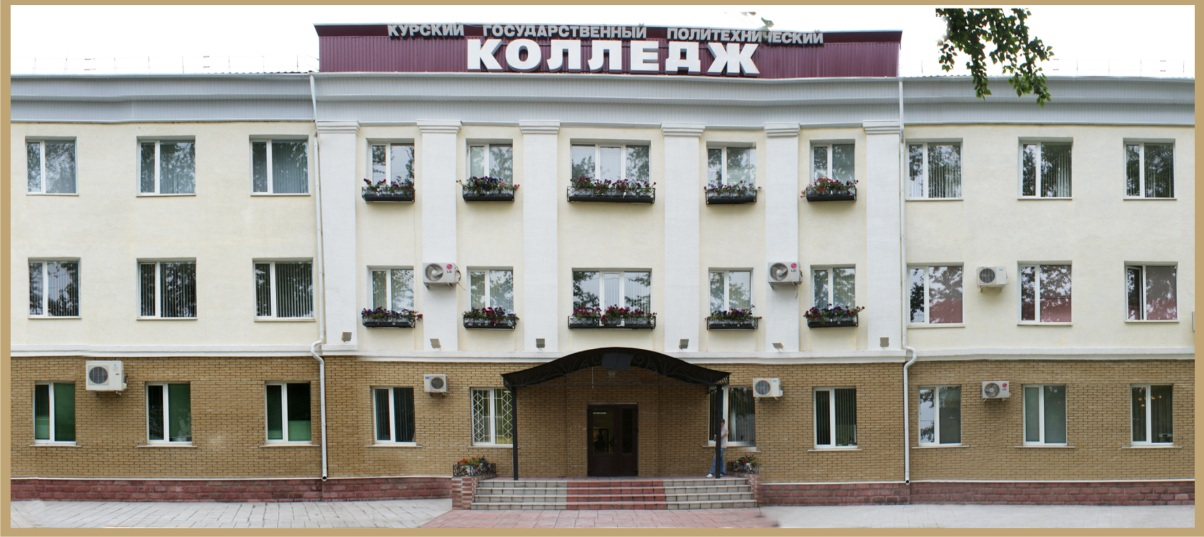 КУРСКИЙ ГОСУДАРСТВЕННЫЙ ПОЛИТЕХНИЧЕСКИЙ
КОЛЛЕДЖ